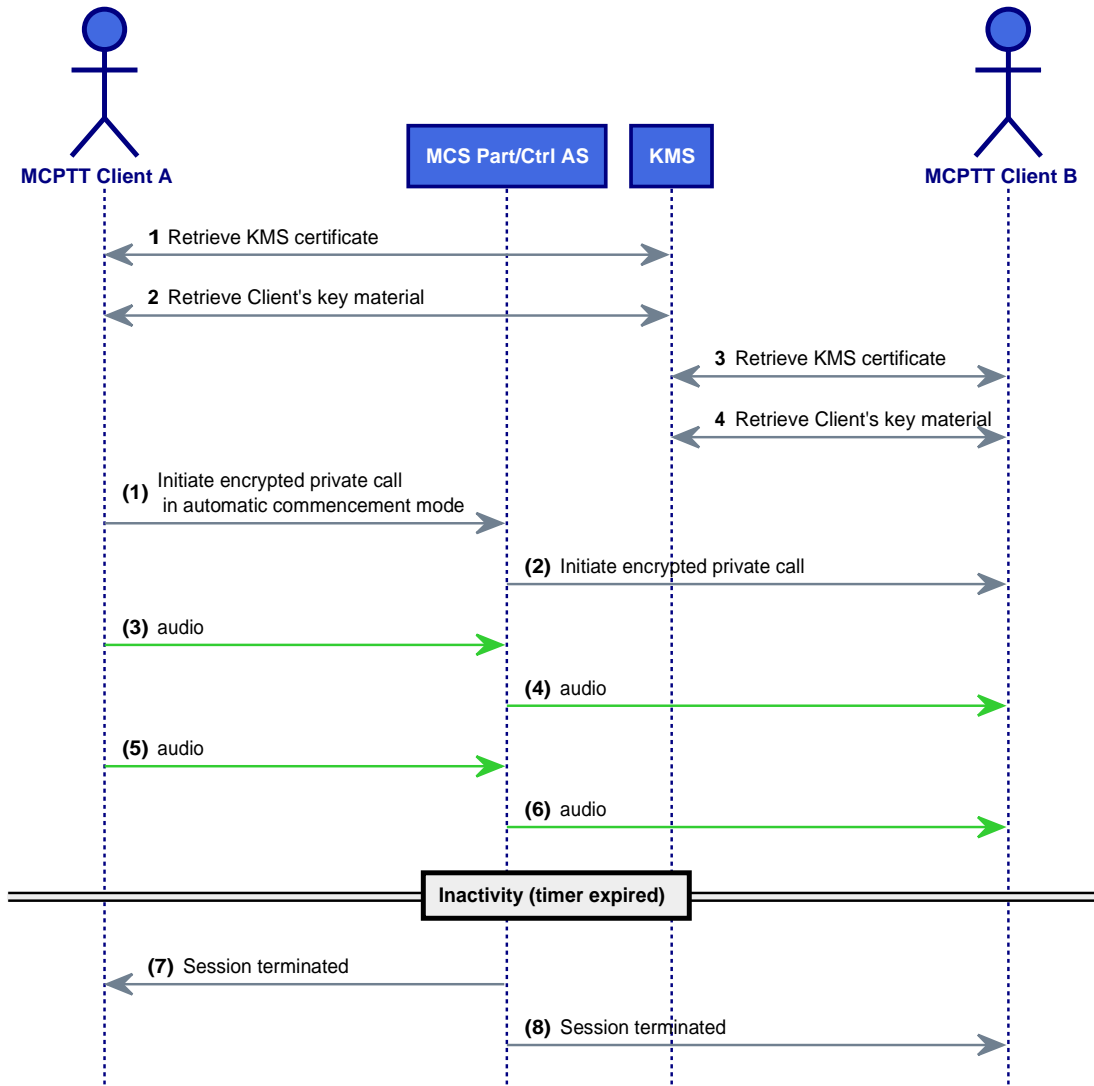 MCS Part/Ctrl AS
KMS
MCPTT Client A
MCPTT Client B
1 Retrieve KMS certificate
2 Retrieve Client's key material
3 Retrieve KMS certificate
4 Retrieve Client's key material
(1) Initiate encrypted private call
in automatic commencement mode
(2) Initiate encrypted private call
(3) audio
(4) audio
(5) audio
(6) audio
Inactivity (timer expired)
(7) Session terminated
(8) Session terminated